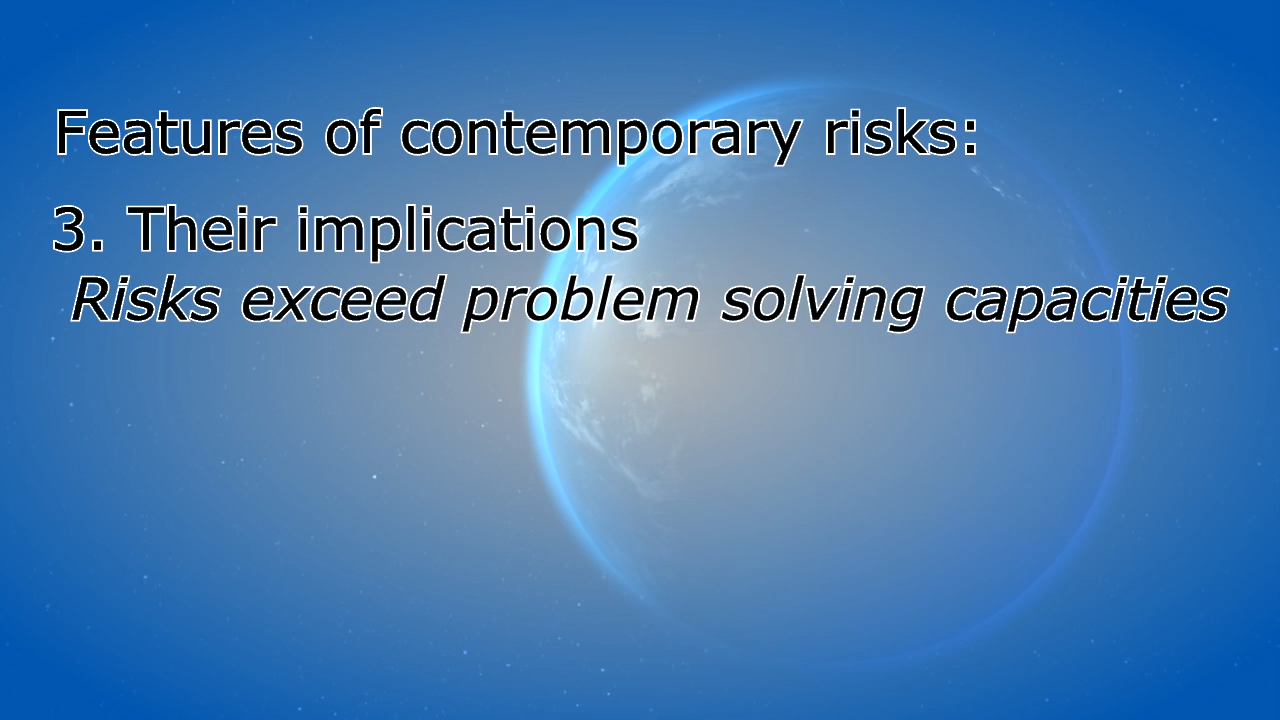 Features of contemporary risks:
3. Their implications
Risks exceed problem solving capacities